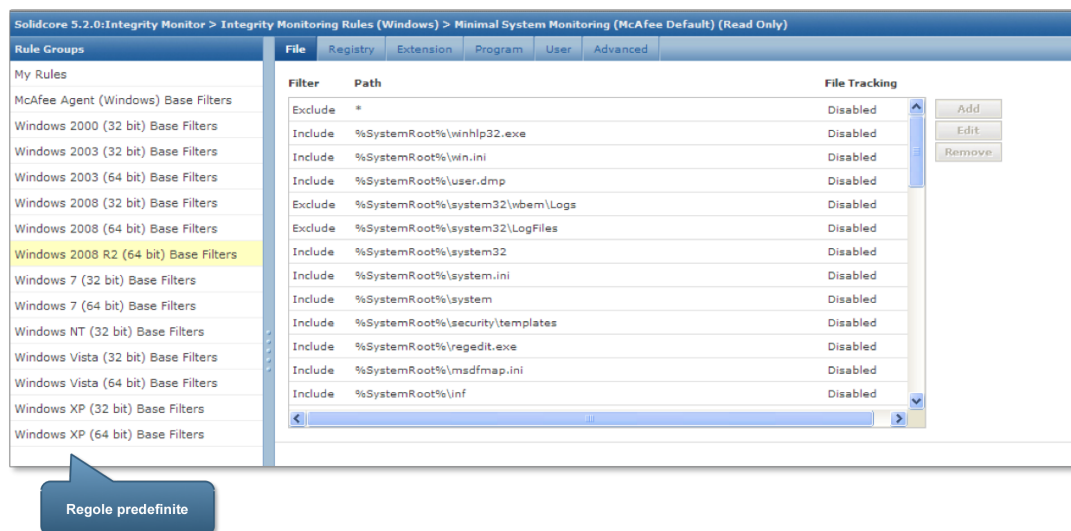 Solidcore 5.2.0:Integrity Monitor > Integrity Monitoring Rules (Windows) > Minimal System Monitoring (McAfee Default) (Read Only)
Rule Groups
My Rules
McAfee Agent (Windows) Base Filters
Windows 2000 (32 bit) Base Filters
Windows 2003 (32 bit) Base Filters
Windows 2003 (64 bit) Base Filters
Windows 2008 (32 bit) Base Filters
Windows 2008 (64 bit) Base Filters
Windows 2008 R2 (64 bit) Base Filters
Windows 7 (32 bit) Base Filters
Windows 7 (64 bit) Base Filters
Windows NT (32 bit) Base Filters
Windows Vista (32 bit) Base Filters
Windows Vista (64 bit) Base Filters
Windows XP (32 bit) Base Filters
Windows XP (64 bit) Base Filters
Regole predefinite
File Registry Extension Program User Advanced
Filter Path File Tracking
Exclude * Disabled
Include %SystemRoot%\winhlp32.exe Disabled
Include %SystemRoot%\win.ini Disabled
Include %SystemRoot%\user.dmp Disabled
Exclude %SystemRoot%\system32\wbem\Logs Disabled
Exclude %SystemRoot%\system32\LogFiles Disabled
Include %SystemRoot%\system32 Disabled
Include %SystemRoot%\system.ini Disabled
Include %SystemRoot%\system Disabled
Include %SystemRoot%\security\templates Disabled
Include %SystemRoot%\regedit.exe Disabled
Include %SystemRoot%\msdfmap.ini Disabled
Include %SystemRoot%\inf Disabled
Add
Edit
Remove